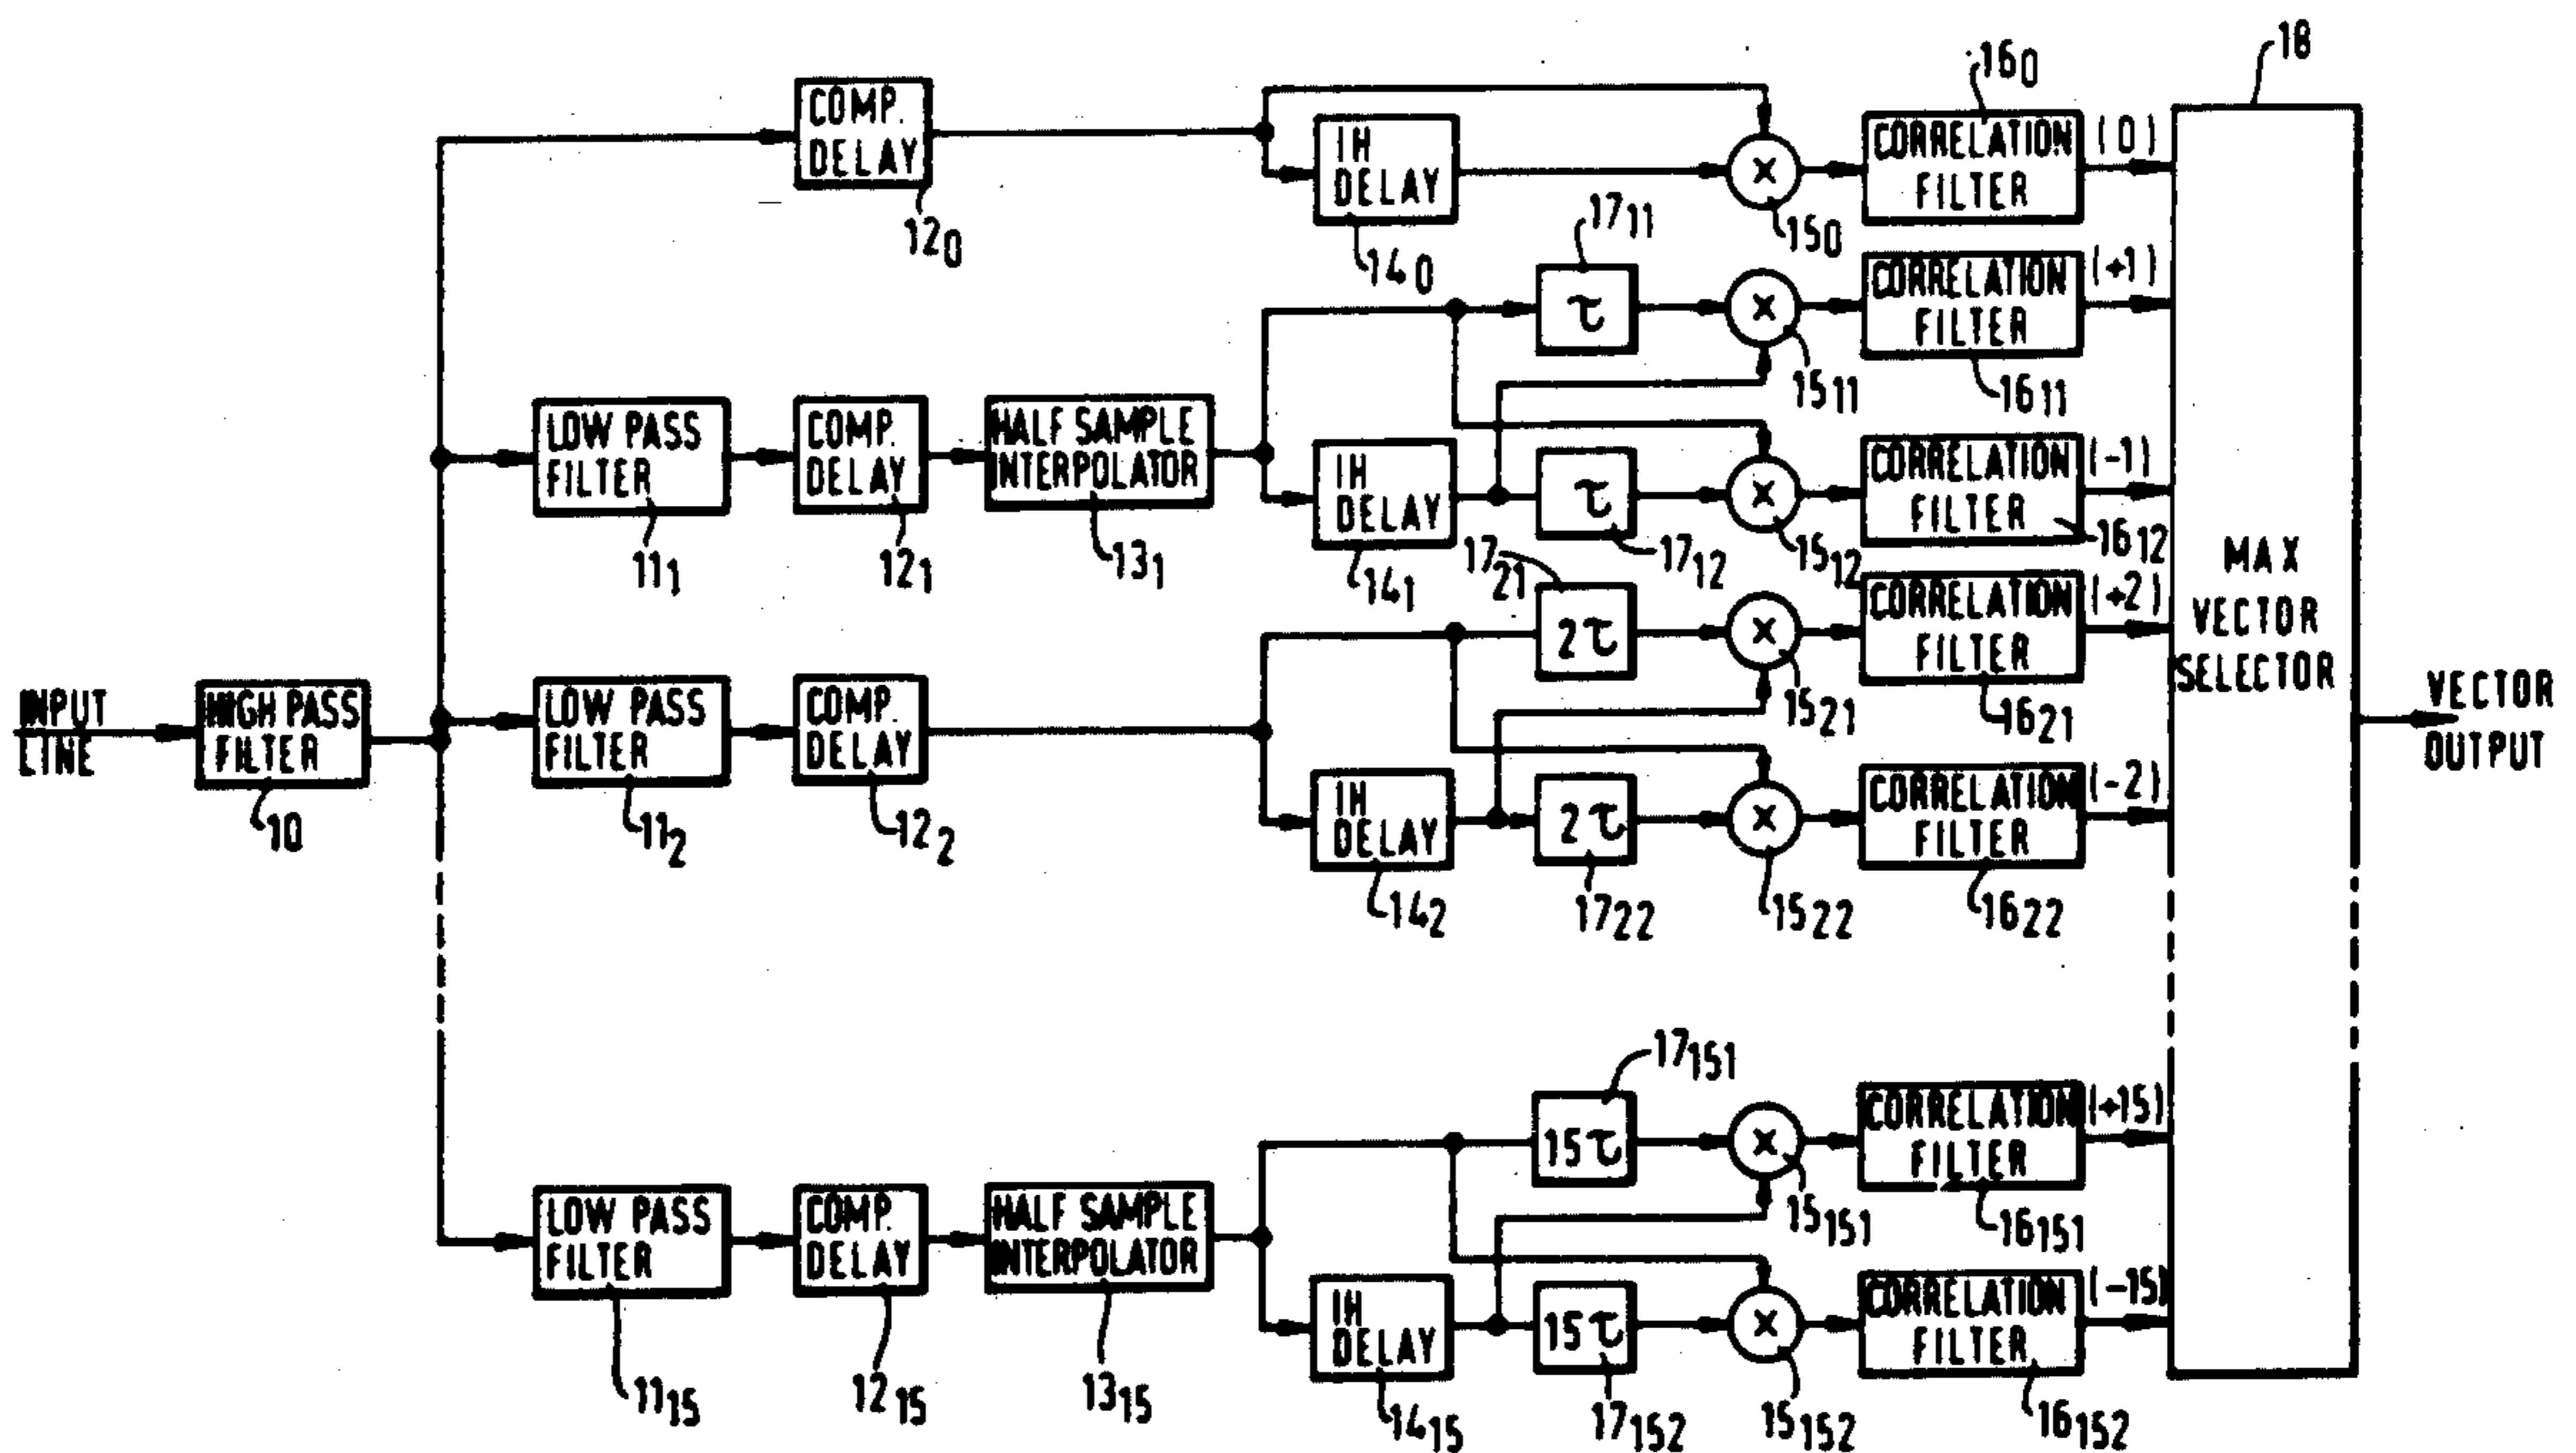 18
16₀
COMP.
DELAY
12₀
1H
DELAY
14₀
×
15₀
CORRELATION
FILTER
(0)
17₁₁
τ
×
15₁₁
CORRELATION
FILTER
(+1)
16₁₁
LOW PASS
FILTER
11₁
COMP.
DELAY
12₁
HALF SAMPLE
INTERPOLATOR
13₁
1H
DELAY
14₁
τ
17₁₂
×
15₁₂
CORRELATION
FILTER
(-1)
16₁₂
MAX
VECTOR
SELECTOR
17₂₁
2τ
×
15₂₁
CORRELATION
FILTER
(+2)
16₂₁
INPUT
LINE
HIGH PASS
FILTER
10
LOW PASS
FILTER
11₂
COMP.
DELAY
12₂
1H
DELAY
14₂
2τ
17₂₂
×
15₂₂
CORRELATION
FILTER
(-2)
16₂₂
VECTOR
OUTPUT
17₁₅₁
15τ
×
15₁₅₁
CORRELATION
FILTER
(+15)
16₁₅₁
LOW PASS
FILTER
11₁₅
COMP.
DELAY
12₁₅
HALF SAMPLE
INTERPOLATOR
13₁₅
1H
DELAY
14₁₅
15τ
17₁₅₂
×
15₁₅₂
CORRELATION
FILTER
(-15)
16₁₅₂